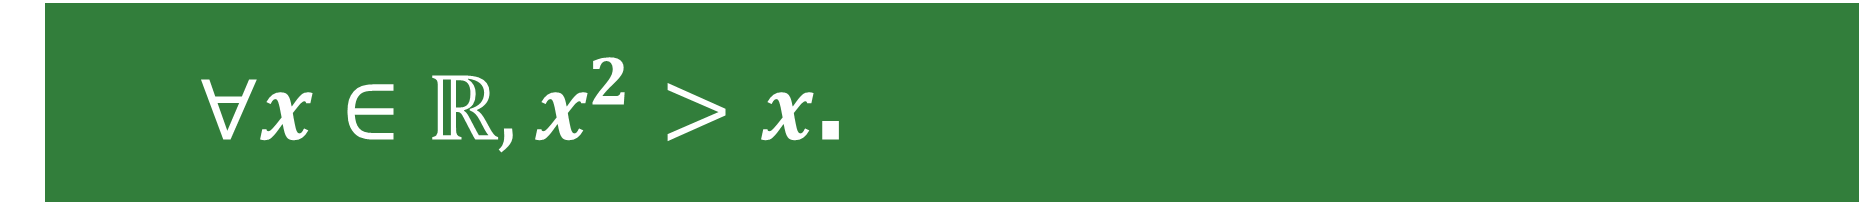 ∀x ∈ ℝ, x² > x.